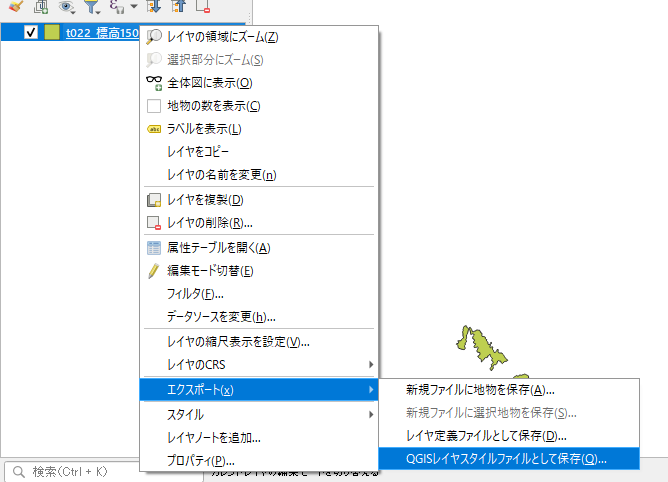 t022_標高150
レイヤの領域にズーム(Z)
選択部分にズーム(S)
全体図に表示(O)
地物の数を表示(C)
abc
ラベルを表示(L)
レイヤをコピー
レイヤの名前を変更(n)
レイヤを複製(D)
レイヤの削除(R)...
属性テーブルを開く(A)
編集モード切替(E)
フィルタ(F)...
データソースを変更(h)...
レイヤの縮尺表示を設定(V)...
レイヤのCRS
エクスポート(x)
新規ファイルに地物を保存(A)...
新規ファイルに選択地物を保存(S)...
レイヤ定義ファイルとして保存(D)...
QGISレイヤスタイルファイルとして保存(Q)...
スタイル
レイヤノートを追加...
プロパティ(P)...
検索(Ctrl + K)